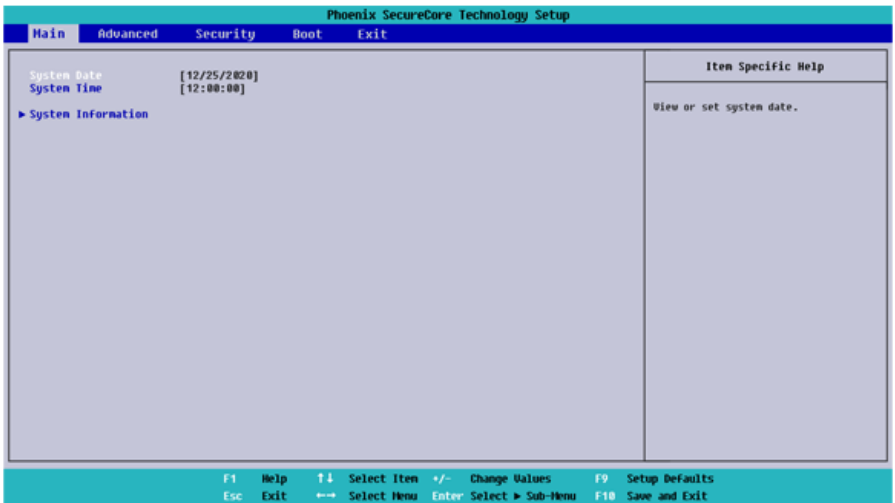 Phoenix SecureCore Technology Setup
Main Advanced Security Boot Exit
System Date [12/25/2020]
System Time [12:00:00]
▶ System Information
Item Specific Help
View or set system date.
F1 Help ↑↓ Select Item +/- Change Values F9 Setup Defaults
Esc Exit ←→ Select Menu Enter Select ▶ Sub-Menu F10 Save and Exit